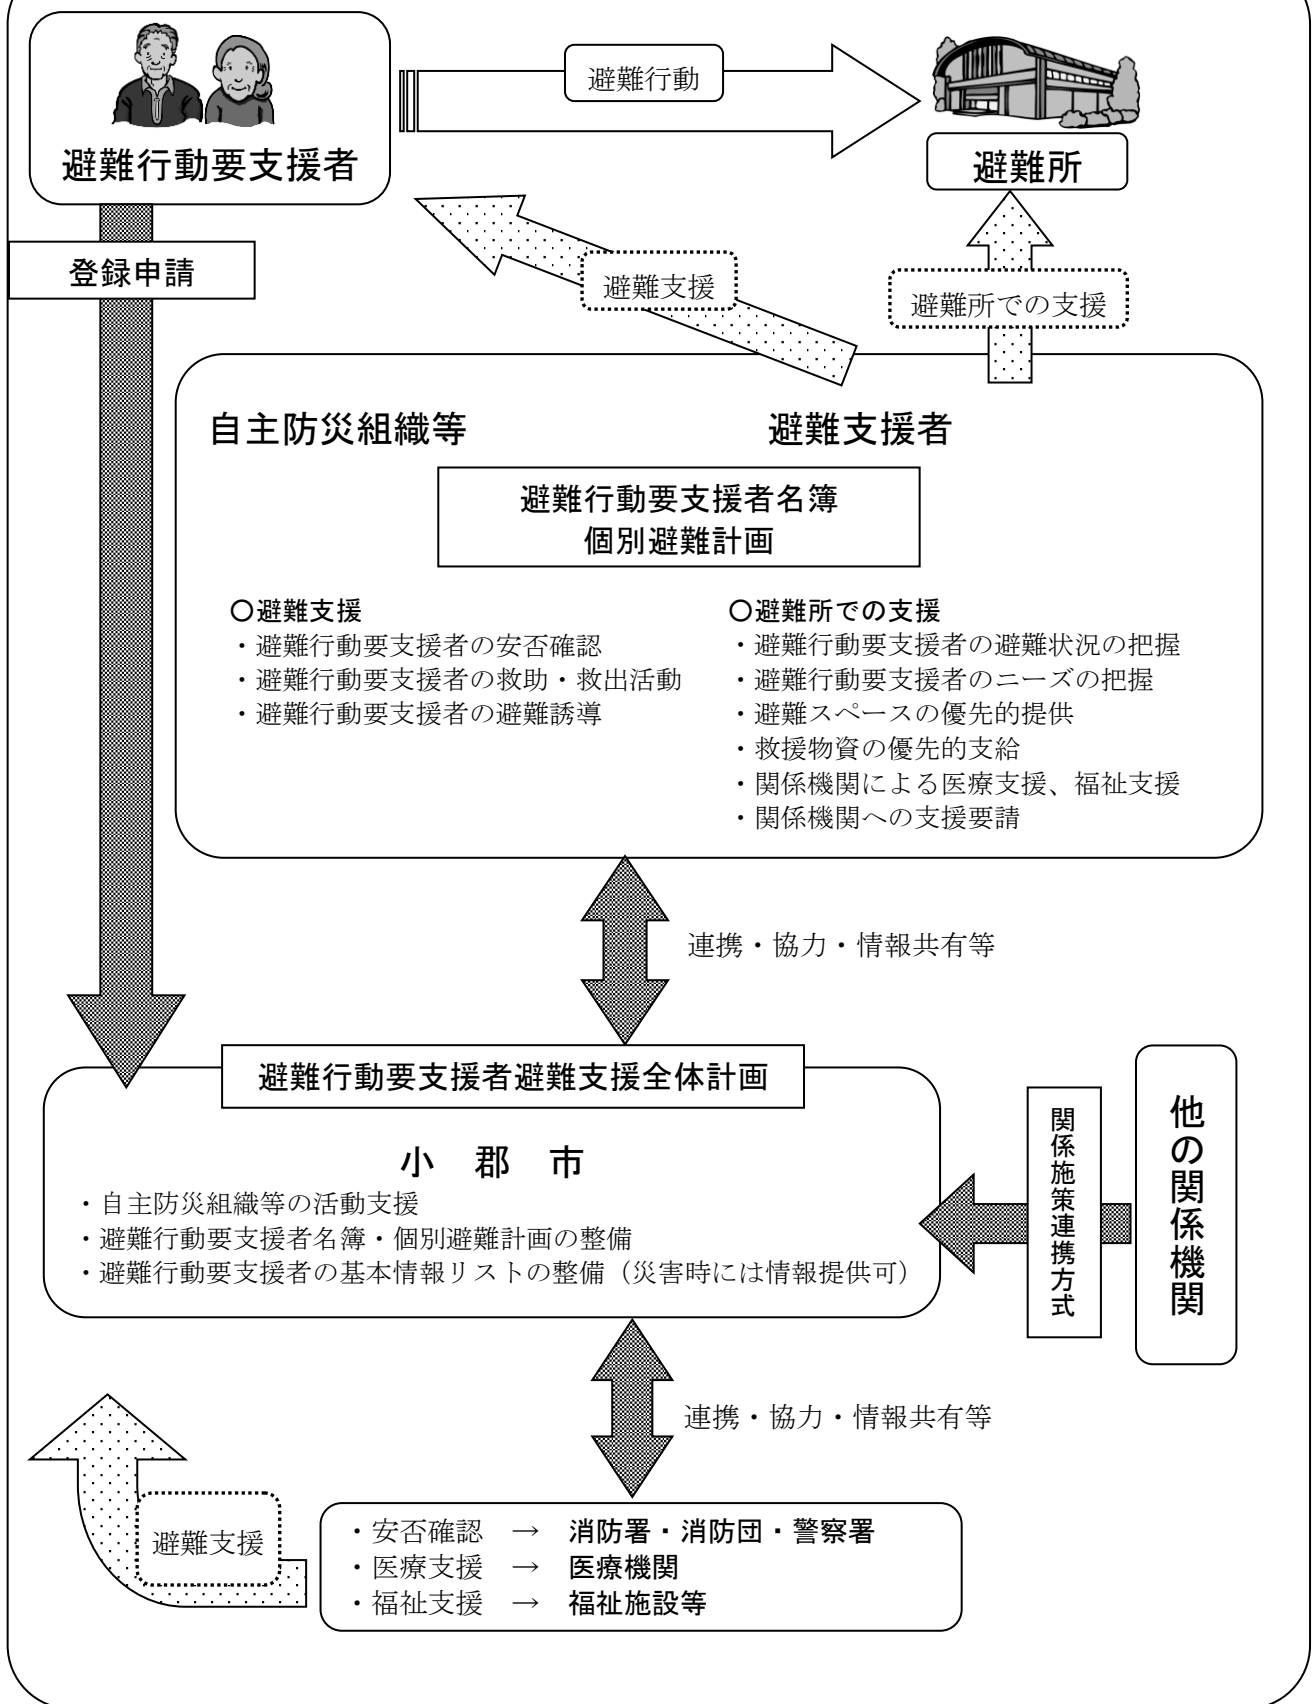 避難行動
避難行動要支援者
避難所
登録申請
避難支援
避難所での支援
自主防災組織等
避難支援者
避難行動要支援者名簿
個別避難計画
○避難支援
・避難行動要支援者の安否確認
・避難行動要支援者の救助・救出活動
・避難行動要支援者の避難誘導
○避難所での支援
・避難行動要支援者の避難状況の把握
・避難行動要支援者のニーズの把握
・避難スペースの優先的提供
・救援物資の優先的支給
・関係機関による医療支援、福祉支援
・関係機関への支援要請
連携・協力・情報共有等
避難行動要支援者避難支援全体計画
小 郡 市
・自主防災組織等の活動支援
・避難行動要支援者名簿・個別避難計画の整備
・避難行動要支援者の基本情報リストの整備（災害時には情報提供可）
関係施策連携方式
他の関係機関
連携・協力・情報共有等
避難支援
・安否確認 → 消防署・消防団・警察署
・医療支援 → 医療機関
・福祉支援 → 福祉施設等